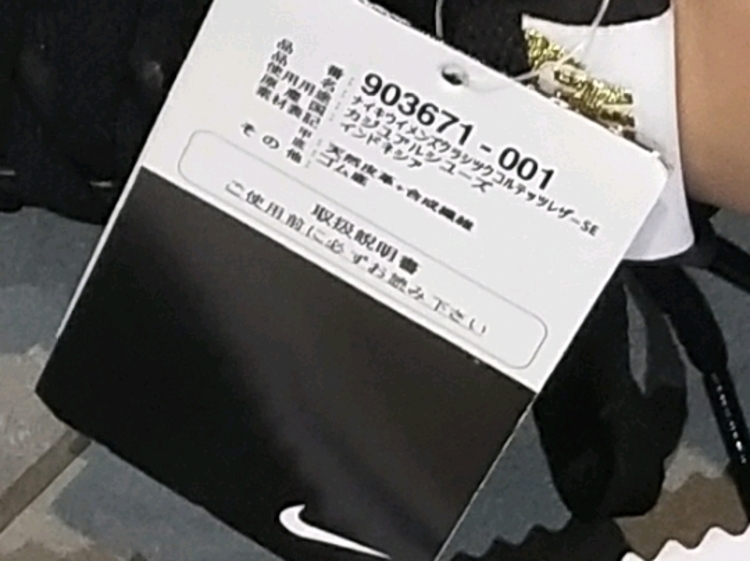 品番 903671-001
品名 ナイキウイメンズクラシックコルテッツレザーSE
使用用途 カジュアルシューズ
原産国 インドネシア
素材表記
甲 天然皮革・合成繊維
底 ゴム底
その他
取扱説明書
ご使用前に必ずお読み下さい